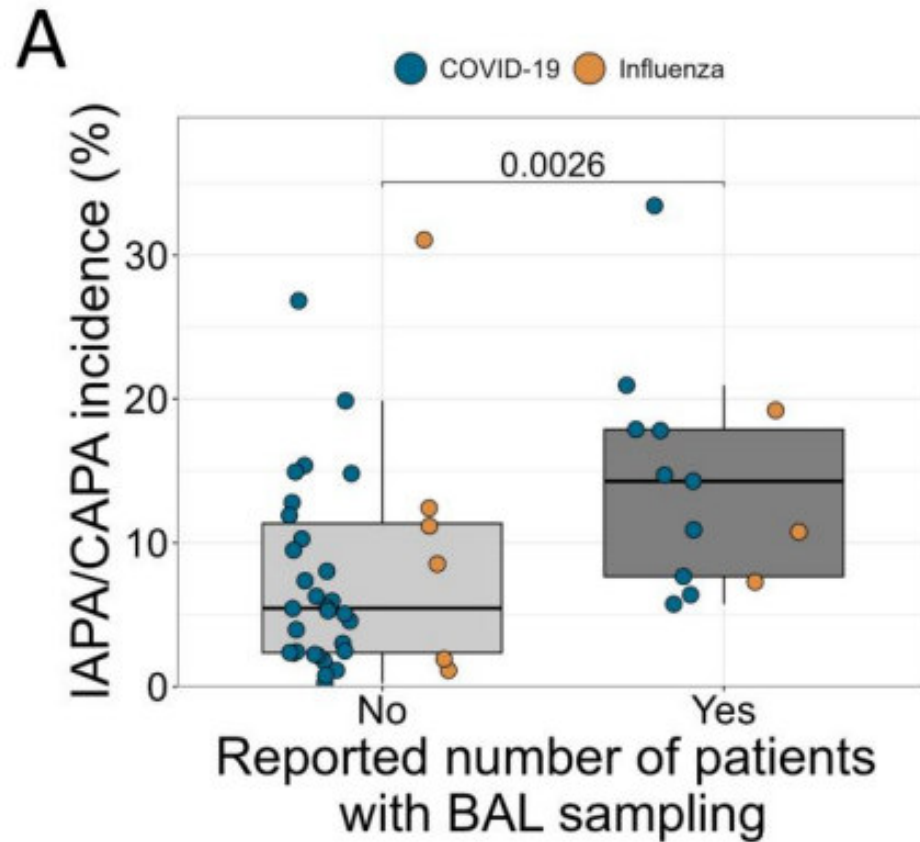 A
COVID-19 Influenza
IAPA/CAPA incidence (%)
0.0026
30
20
10
0
No Yes
Reported number of patients
with BAL sampling